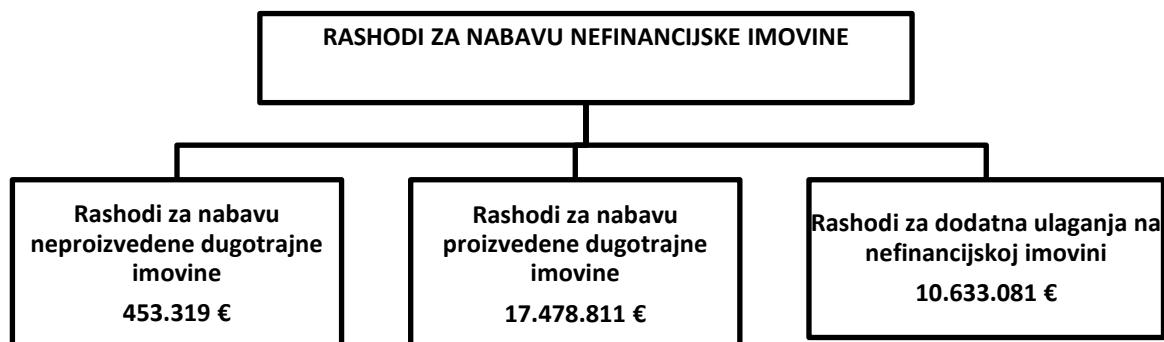 RASHODI ZA NABAVU NEFINANCIJSKE IMOVINE
Rashodi za nabavu
neproizvedene dugotrajne
imovine
453.319 €
Rashodi za nabavu
proizvedene dugotrajne
imovine
17.478.811 €
Rashodi za dodatna ulaganja na
nefinancijskoj imovini
10.633.081 €